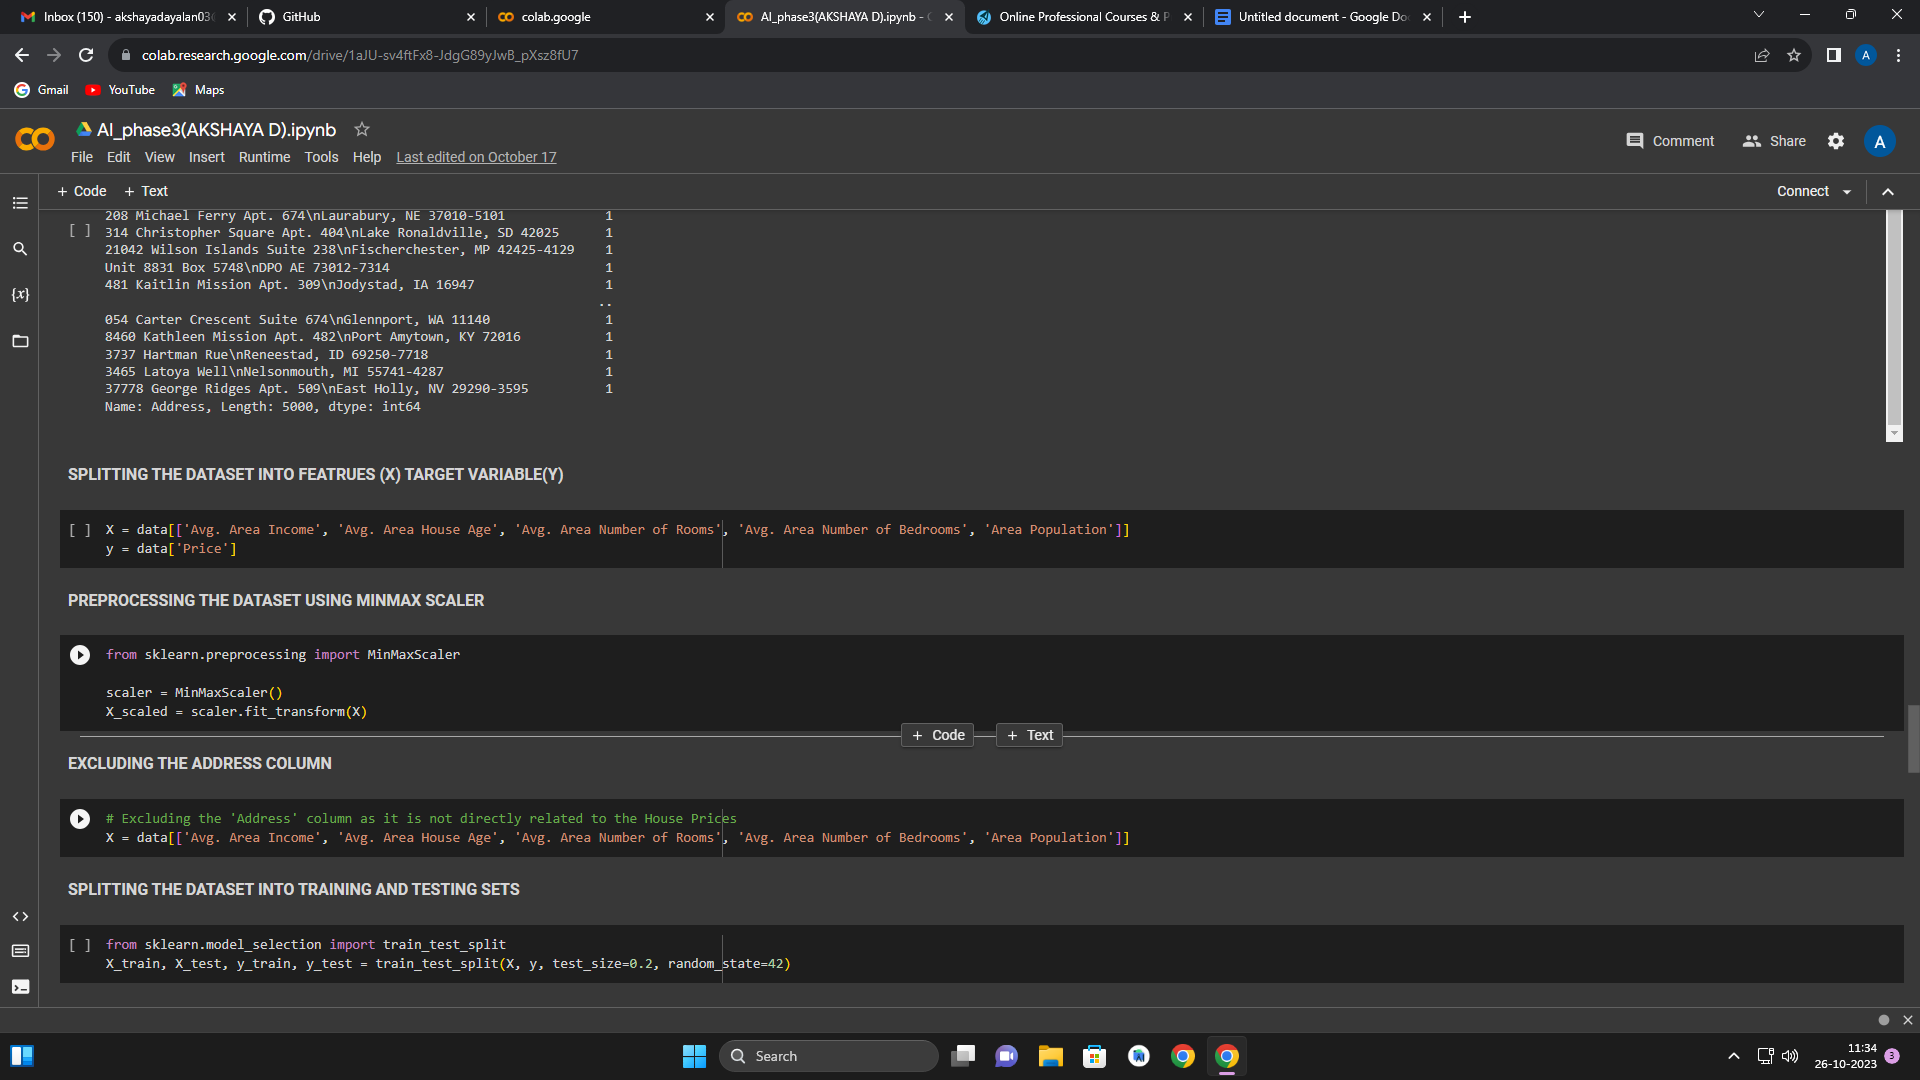 Inbox (150) - akshayadayalan03
GitHub
colab.google
AI_phase3(AKSHAYA D).ipynb - C
Online Professional Courses & P
Untitled document - Google Do
colab.research.google.com/drive/1aJU-sv4ftFx8-JdgG89yJwB_pXsz8fU7
A
Gmail
YouTube
Maps
AI_phase3(AKSHAYA D).ipynb
File Edit View Insert Runtime Tools Help Last edited on October 17
Comment
Share
A
+ Code + Text
Connect
208 Michael Ferry Apt. 674\nLaurabury, NE 37010-5101 1
[ ] 314 Christopher Square Apt. 404\nLake Ronaldville, SD 42025 1
21042 Wilson Islands Suite 238\nFischerchester, MP 42425-4129 1
Unit 8831 Box 5748\nDPO AE 73012-7314 1
481 Kaitlin Mission Apt. 309\nJodystad, IA 16947 1
..
054 Carter Crescent Suite 674\nGlennport, WA 11140 1
8460 Kathleen Mission Apt. 482\nPort Amytown, KY 72016 1
3737 Hartman Rue\nReneestad, ID 69250-7718 1
3465 Latoya Well\nNelsonmouth, MI 55741-4287 1
37778 George Ridges Apt. 509\nEast Holly, NV 29290-3595 1
Name: Address, Length: 5000, dtype: int64
SPLITTING THE DATASET INTO FEATRUES (X) TARGET VARIABLE(Y)
[ ] X = data[['Avg. Area Income', 'Avg. Area House Age', 'Avg. Area Number of Rooms', 'Avg. Area Number of Bedrooms', 'Area Population']]
y = data['Price']
PREPROCESSING THE DATASET USING MINMAX SCALER
from sklearn.preprocessing import MinMaxScaler
scaler = MinMaxScaler()
X_scaled = scaler.fit_transform(X)
+ Code + Text
EXCLUDING THE ADDRESS COLUMN
# Excluding the 'Address' column as it is not directly related to the House Prices
X = data[['Avg. Area Income', 'Avg. Area House Age', 'Avg. Area Number of Rooms', 'Avg. Area Number of Bedrooms', 'Area Population']]
SPLITTING THE DATASET INTO TRAINING AND TESTING SETS
[ ] from sklearn.model_selection import train_test_split
X_train, X_test, y_train, y_test = train_test_split(X, y, test_size=0.2, random_state=42)
Search
11:34
26-10-2023
3